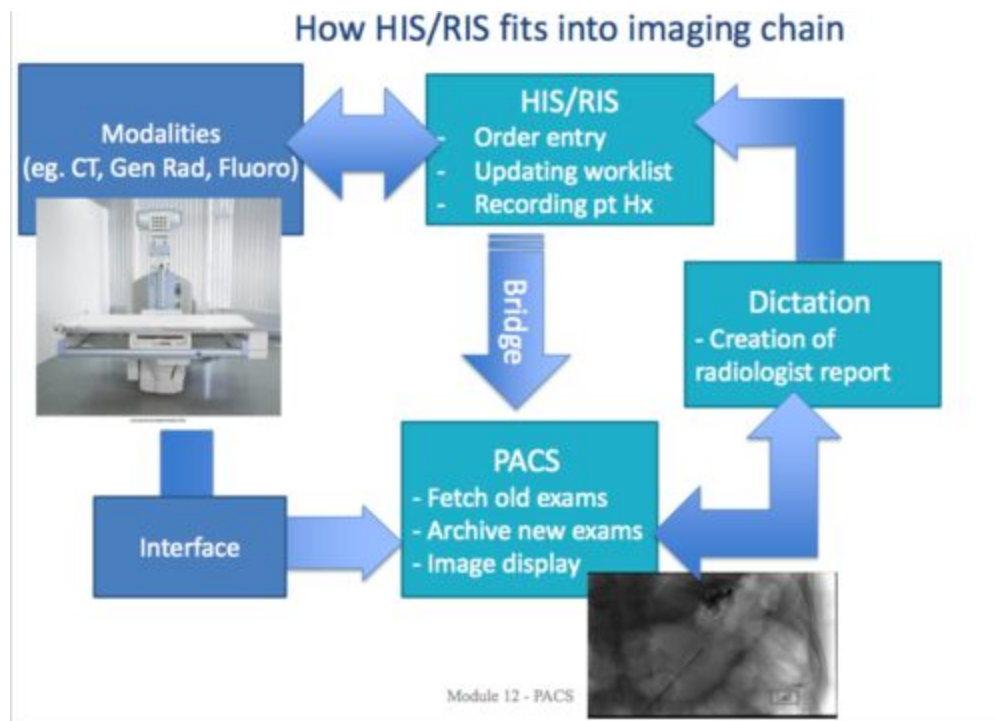 How HIS/RIS fits into imaging chain
Modalities
(eg. CT, Gen Rad, Fluoro)
HIS/RIS
- Order entry
- Updating worklist
- Recording pt Hx
Bridge
Dictation
- Creation of
radiologist report
PACS
- Fetch old exams
- Archive new exams
- Image display
Interface
Module 12 - PACS